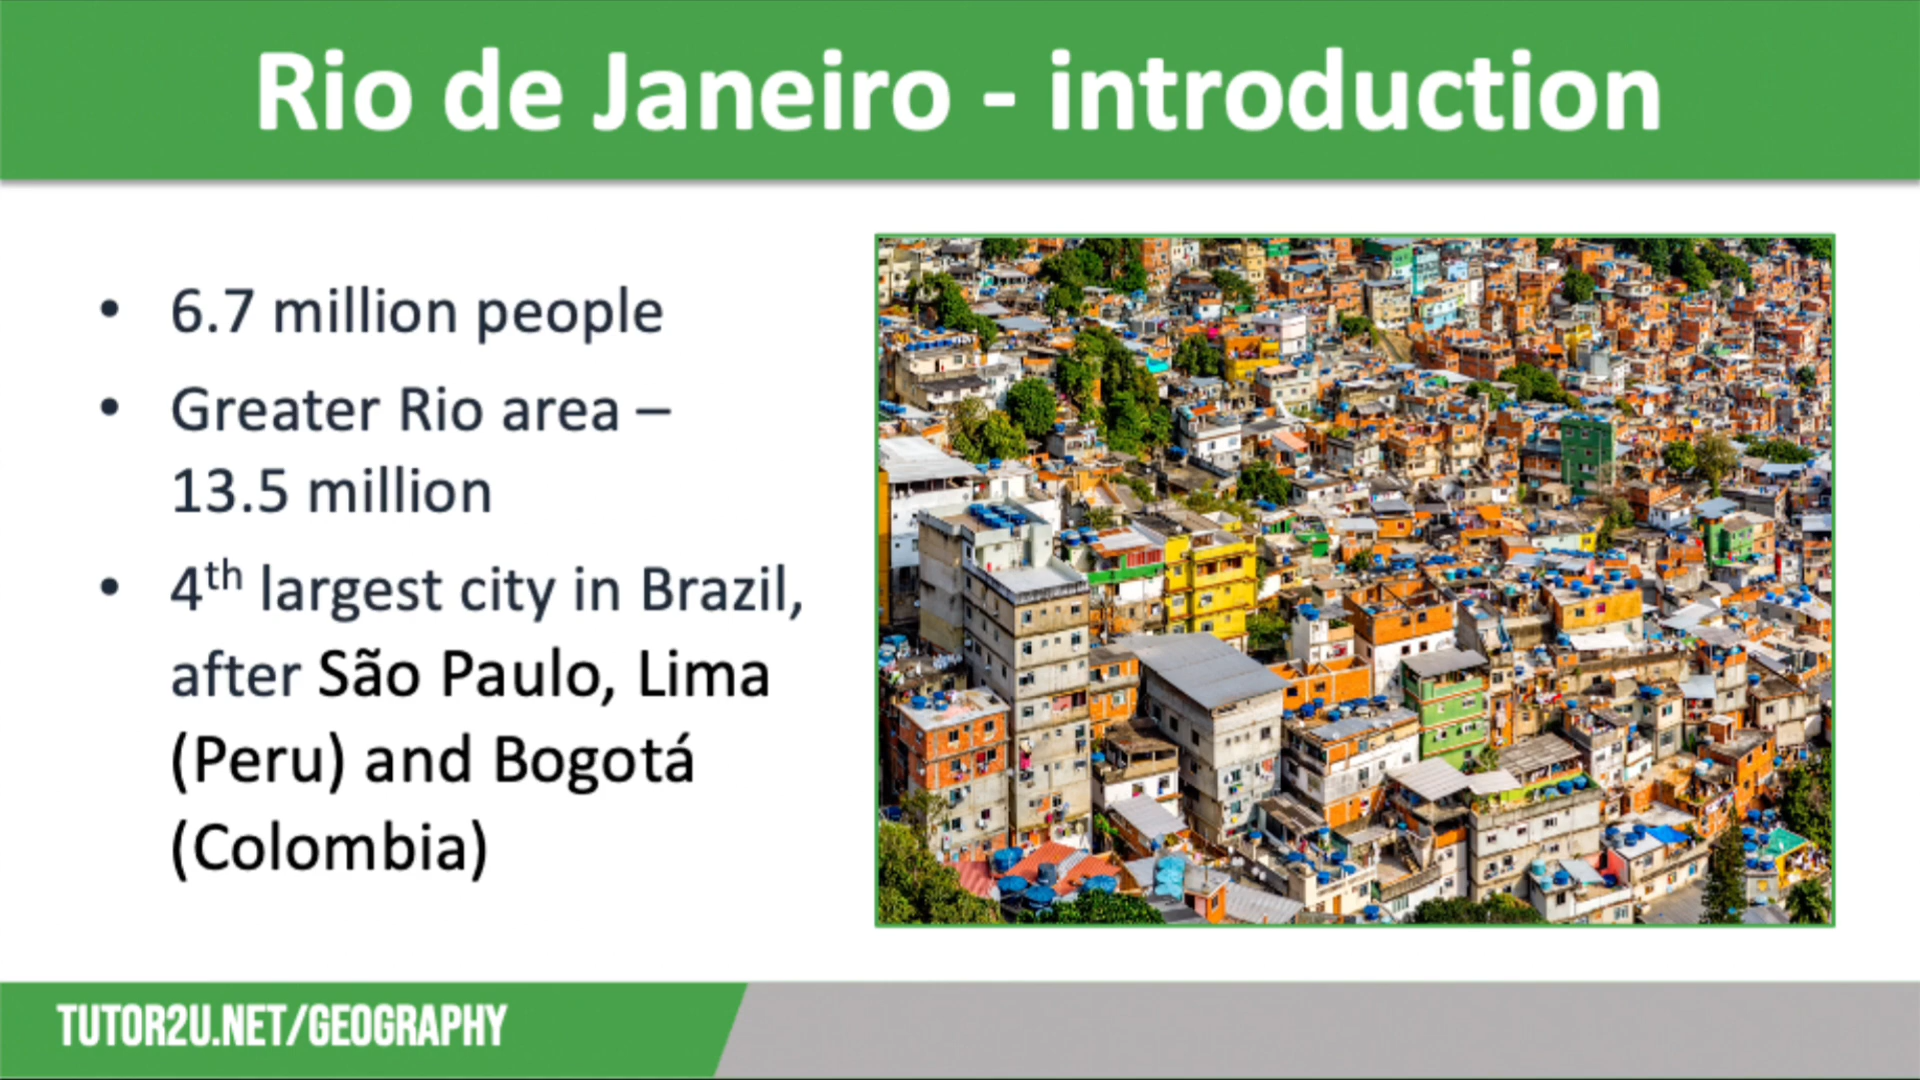 Rio de Janeiro - introduction
• 6.7 million people
• Greater Rio area –
13.5 million
• 4th largest city in Brazil,
after São Paulo, Lima
(Peru) and Bogotá
(Colombia)
TUTOR2U.NET/GEOGRAPHY